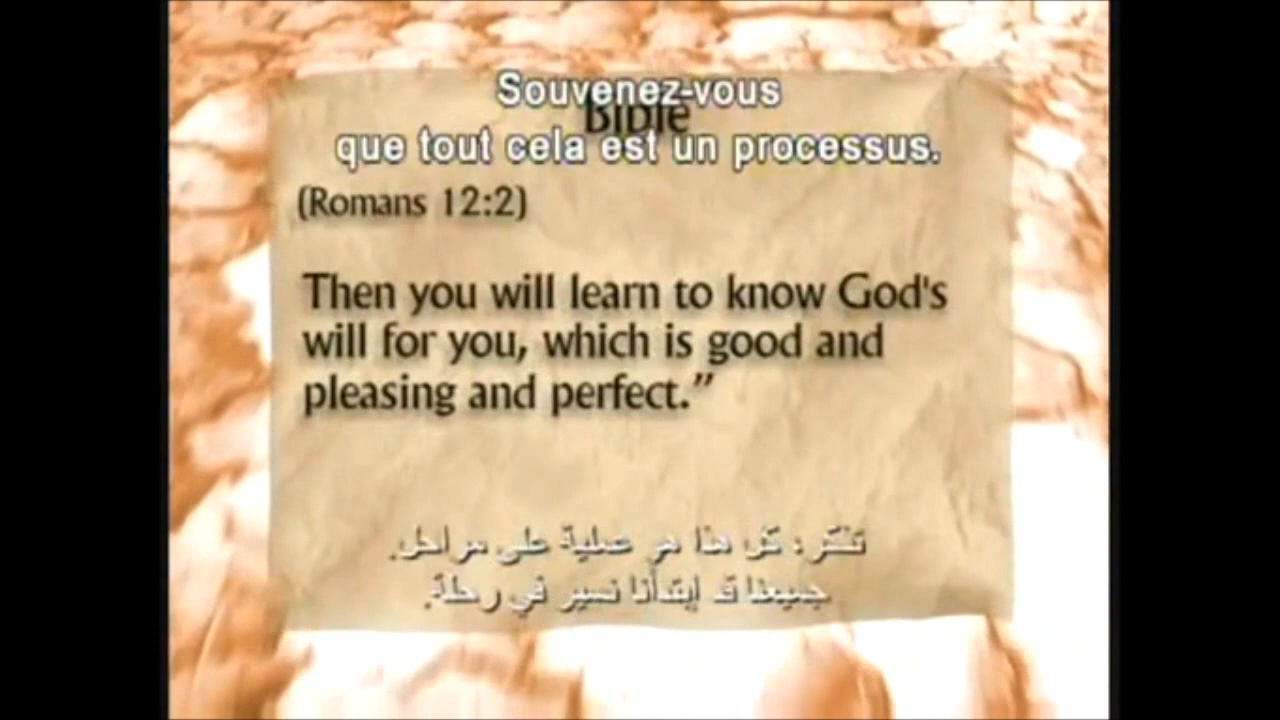 Souvenez-vous
Bible
que tout cela est un processus.
(Romans 12:2)
Then you will learn to know God's
will for you, which is good and
pleasing and perfect.”
تذكر، كل هذا هو عملية على مراحل.
جميعنا قد إبتدأنا نسير في رحلة.